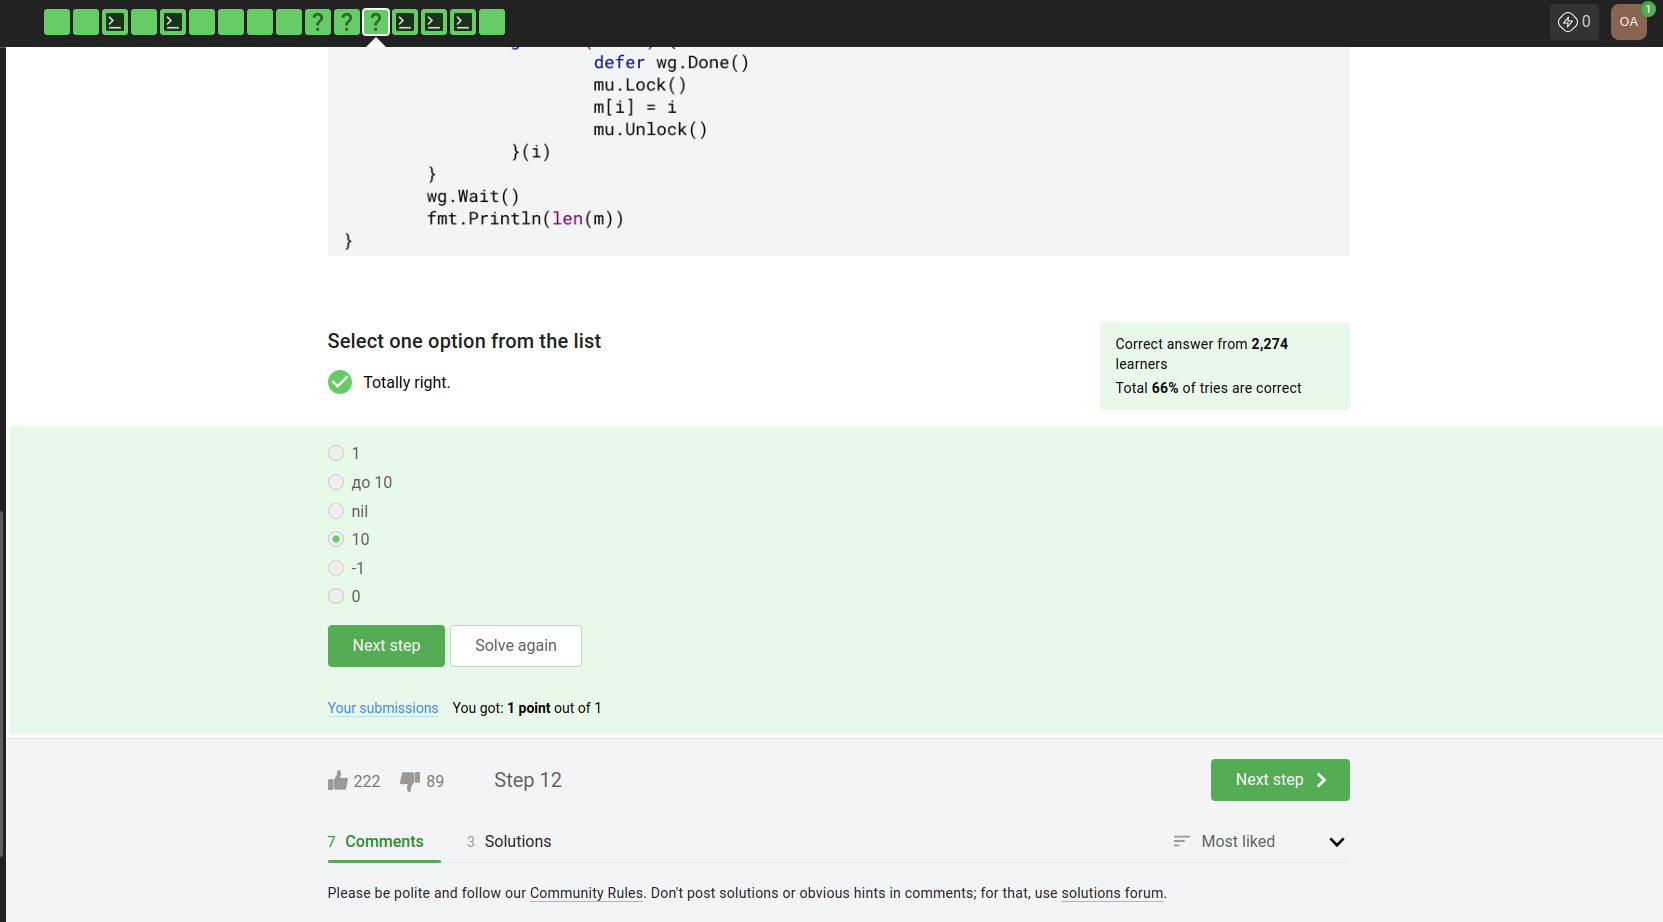 ? ? ?
0
OA
1
defer wg.Done()
mu.Lock()
m[i] = i
mu.Unlock()
}(i)
}
wg.Wait()
fmt.Println(len(m))
}
Select one option from the list
Totally right.
Correct answer from 2,274
learners
Total 66% of tries are correct
1
до 10
nil
10
-1
0
Next step
Solve again
Your submissions You got: 1 point out of 1
222 89 Step 12
Next step
7 Comments 3 Solutions
Most liked
Please be polite and follow our Community Rules. Don't post solutions or obvious hints in comments; for that, use solutions forum.